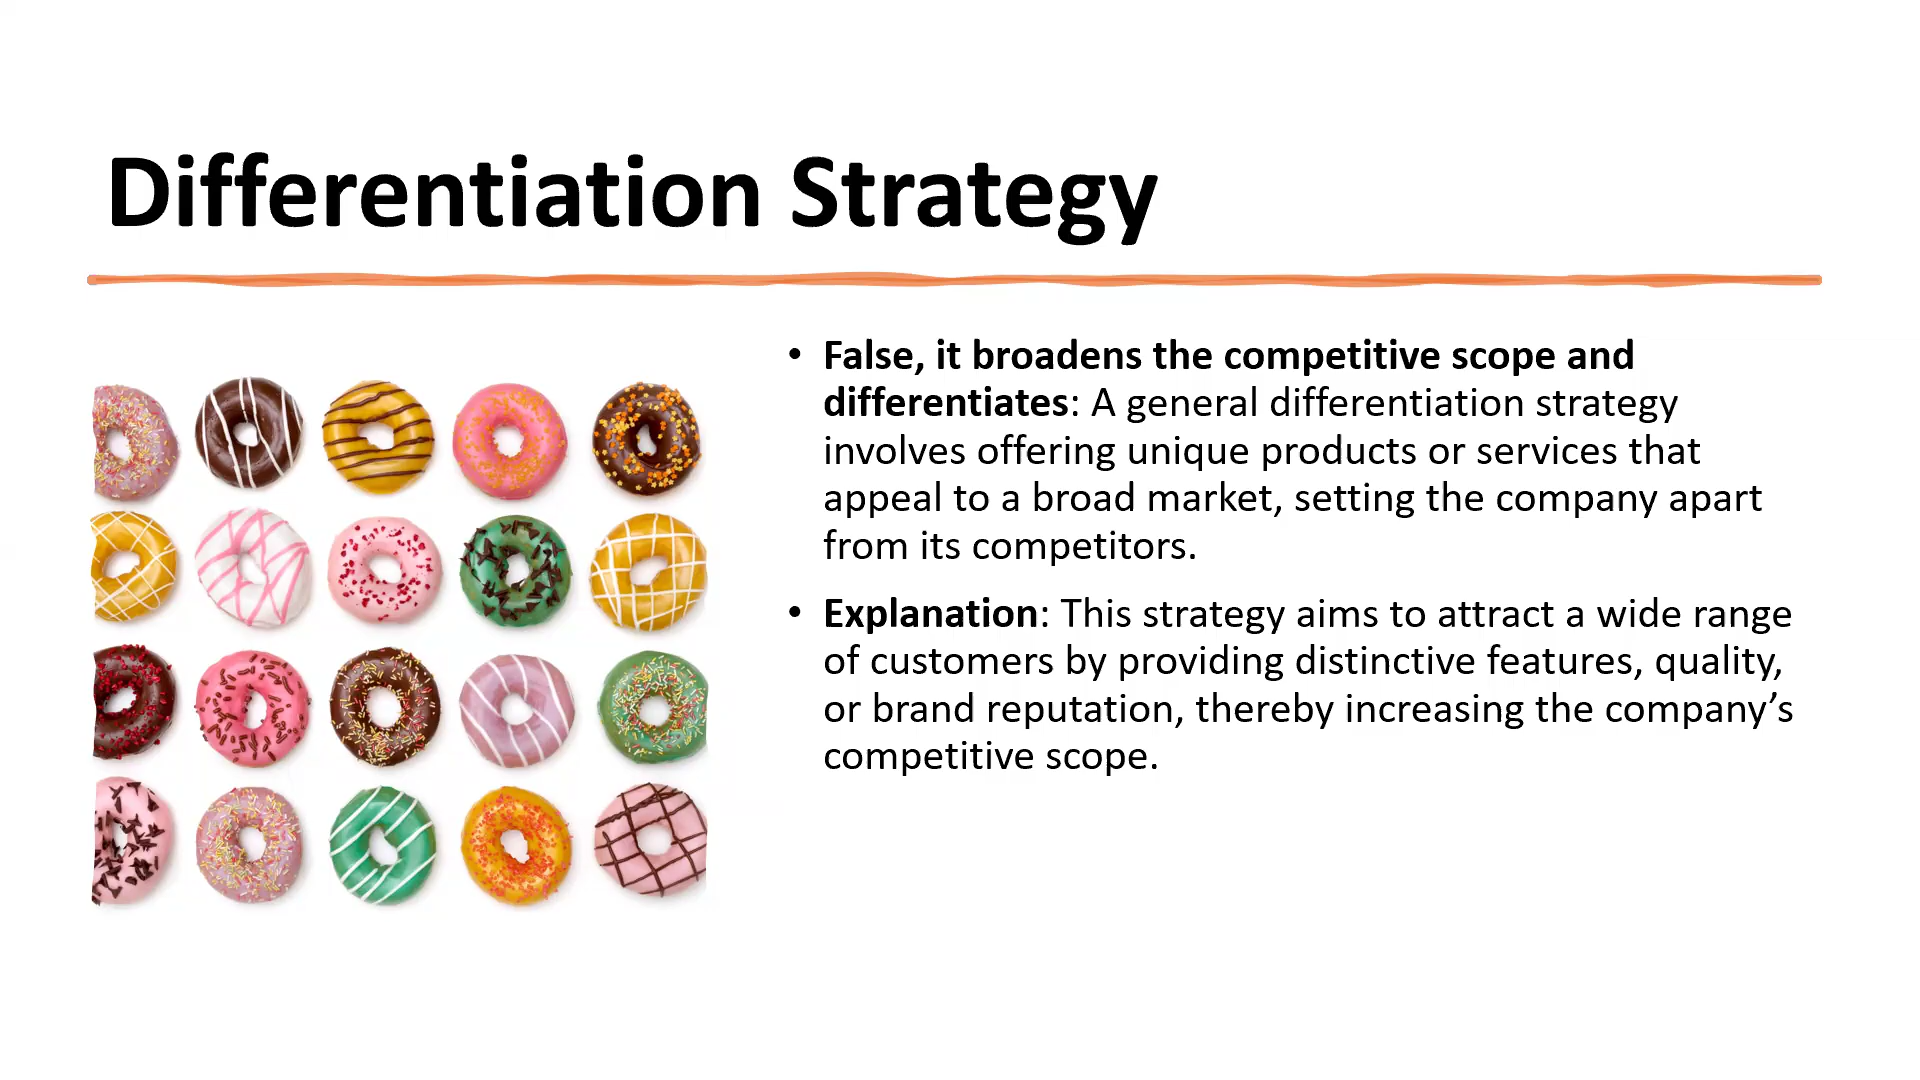 Differentiation Strategy
• False, it broadens the competitive scope and
differentiates: A general differentiation strategy
involves offering unique products or services that
appeal to a broad market, setting the company apart
from its competitors.
• Explanation: This strategy aims to attract a wide range
of customers by providing distinctive features, quality,
or brand reputation, thereby increasing the company’s
competitive scope.